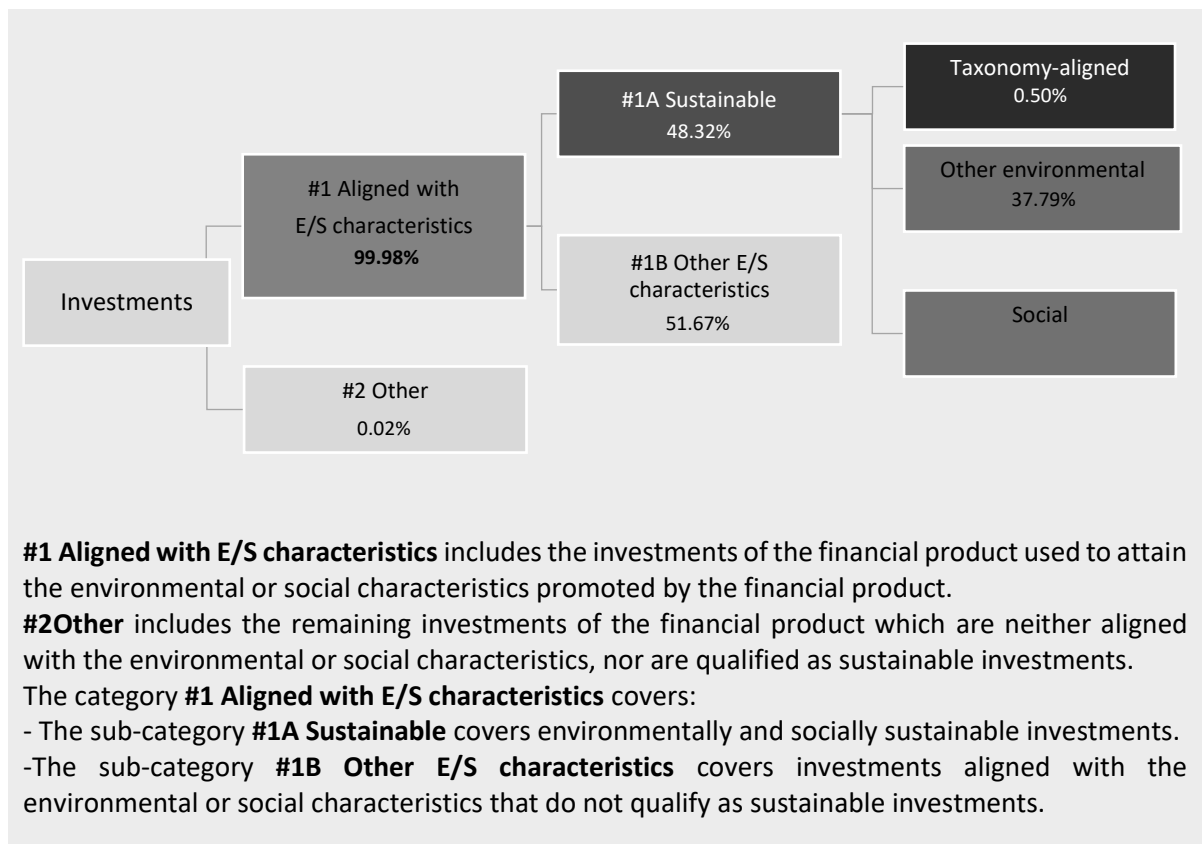 Taxonomy-aligned
0.50%
#1A Sustainable
48.32%
Other environmental
37.79%
#1 Aligned with
E/S characteristics
99.98%
#1B Other E/S
characteristics
51.67%
Investments
Social
#2 Other
0.02%
#1 Aligned with E/S characteristics includes the investments of the financial product used to attain
the environmental or social characteristics promoted by the financial product.
#2Other includes the remaining investments of the financial product which are neither aligned
with the environmental or social characteristics, nor are qualified as sustainable investments.
The category #1 Aligned with E/S characteristics covers:
- The sub-category #1A Sustainable covers environmentally and socially sustainable investments.
-The sub-category #1B Other E/S characteristics covers investments aligned with the
environmental or social characteristics that do not qualify as sustainable investments.